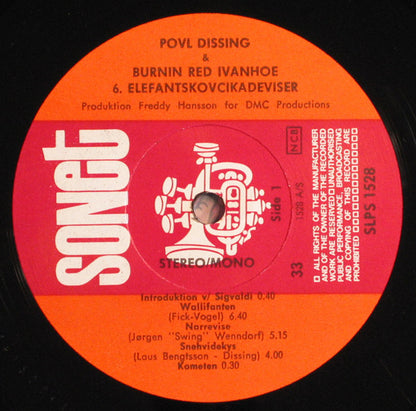 POVL DISSING
&
BURNIN RED IVANHOE
6. ELEFANTSKOVCIKADEVISER
Produktion Freddy Hansson for DMC Productions
sonet
STEREO/MONO
Side 1
1528 A/S
NCB
33
□ ALL RIGHTS OF THE MANUFACTURER
AND OF THE OWNER OF THE RECORDED
WORK ARE RESERVED □ UNAUTHORISED
PUBLIC PERFORMANCE, BROADCASTING
AND COPYING OF THIS RECORD ARE
PROHIBITED □
SLPS 1528
Introduktion v/ Sigvaldi 0.40
Wallifanten
(Fick-Vogel) 6.40
Narrevise
(Jørgen "Swing" Wenndorf) 5.15
Snehvidekys
(Laus Bengtsson - Dissing) 4.00
Kometen 0.30